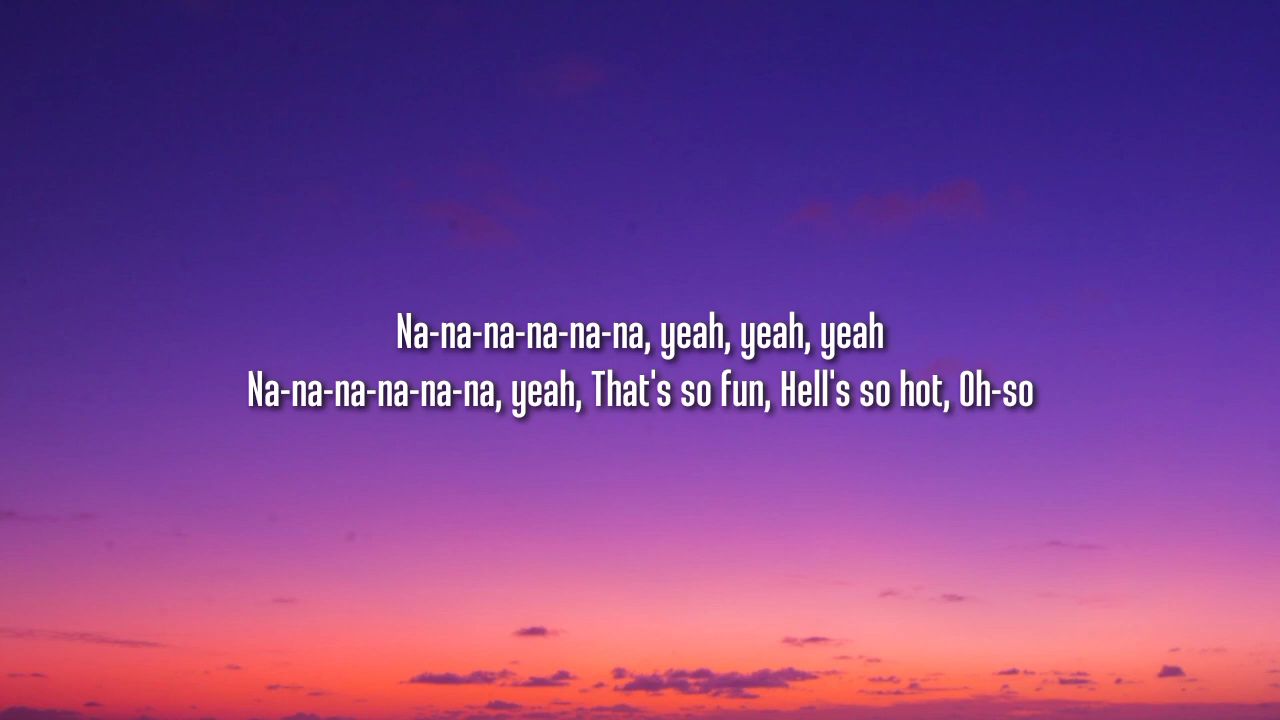 Na-na-na-na-na-na, yeah, yeah, yeah
Na-na-na-na-na-na, yeah, That's so fun, Hell's so hot, Oh-so